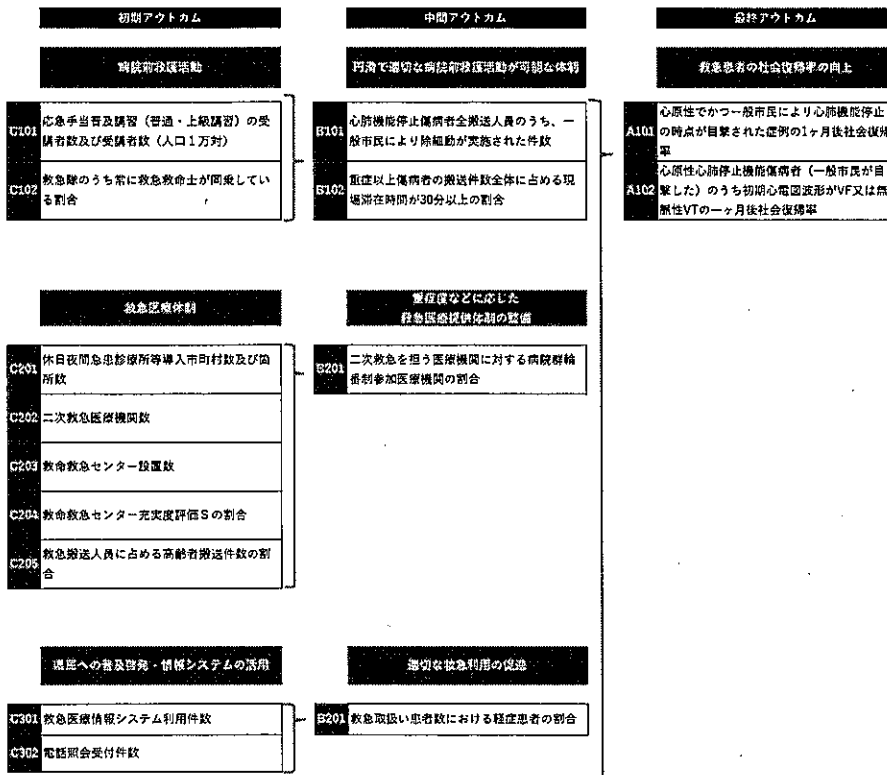 初期アウトカム
中間アウトカム
最終アウトカム
病院前救護活動
円滑で適切な病院前救護活動が可能な体制
救急患者の社会復帰率の向上
C101
応急手当普及講習（普通・上級講習）の受
講者数及び受講者数（人口1万対）
C102
救急隊のうち常に救急救命士が同乗してい
る割合
B101
心肺機能停止傷病者全搬送人員のうち、一
般市民により除細動が実施された件数
B102
重症以上傷病者の搬送件数全体に占める現
場滞在時間が30分以上の割合
A101
心原性でかつ一般市民により心肺機能停止
の時点が目撃された症例の1ヶ月後社会復帰
率
A102
心原性心肺停止機能傷病者（一般市民が目
撃した）のうち初期心電図波形がVF又は無
脈性VTの一ヶ月後社会復帰率
救急医療体制
重症度などに応じた
救急医療提供体制の整備
C201
休日夜間急患診療所等導入市町村数及び箇
所数
C202
二次救急医療機関数
C203
救命救急センター設置数
C204
救命救急センター充実度評価Sの割合
C205
救急搬送人員に占める高齢者搬送件数の割
合
B201
二次救急を担う医療機関に対する病院群輪
番制参加医療機関の割合
県民への普及啓発・情報システムの活用
適切な救急利用の促進
C301
救急医療情報システム利用件数
C302
電話照会受付件数
B201
救急取扱い患者数における軽症患者の割合